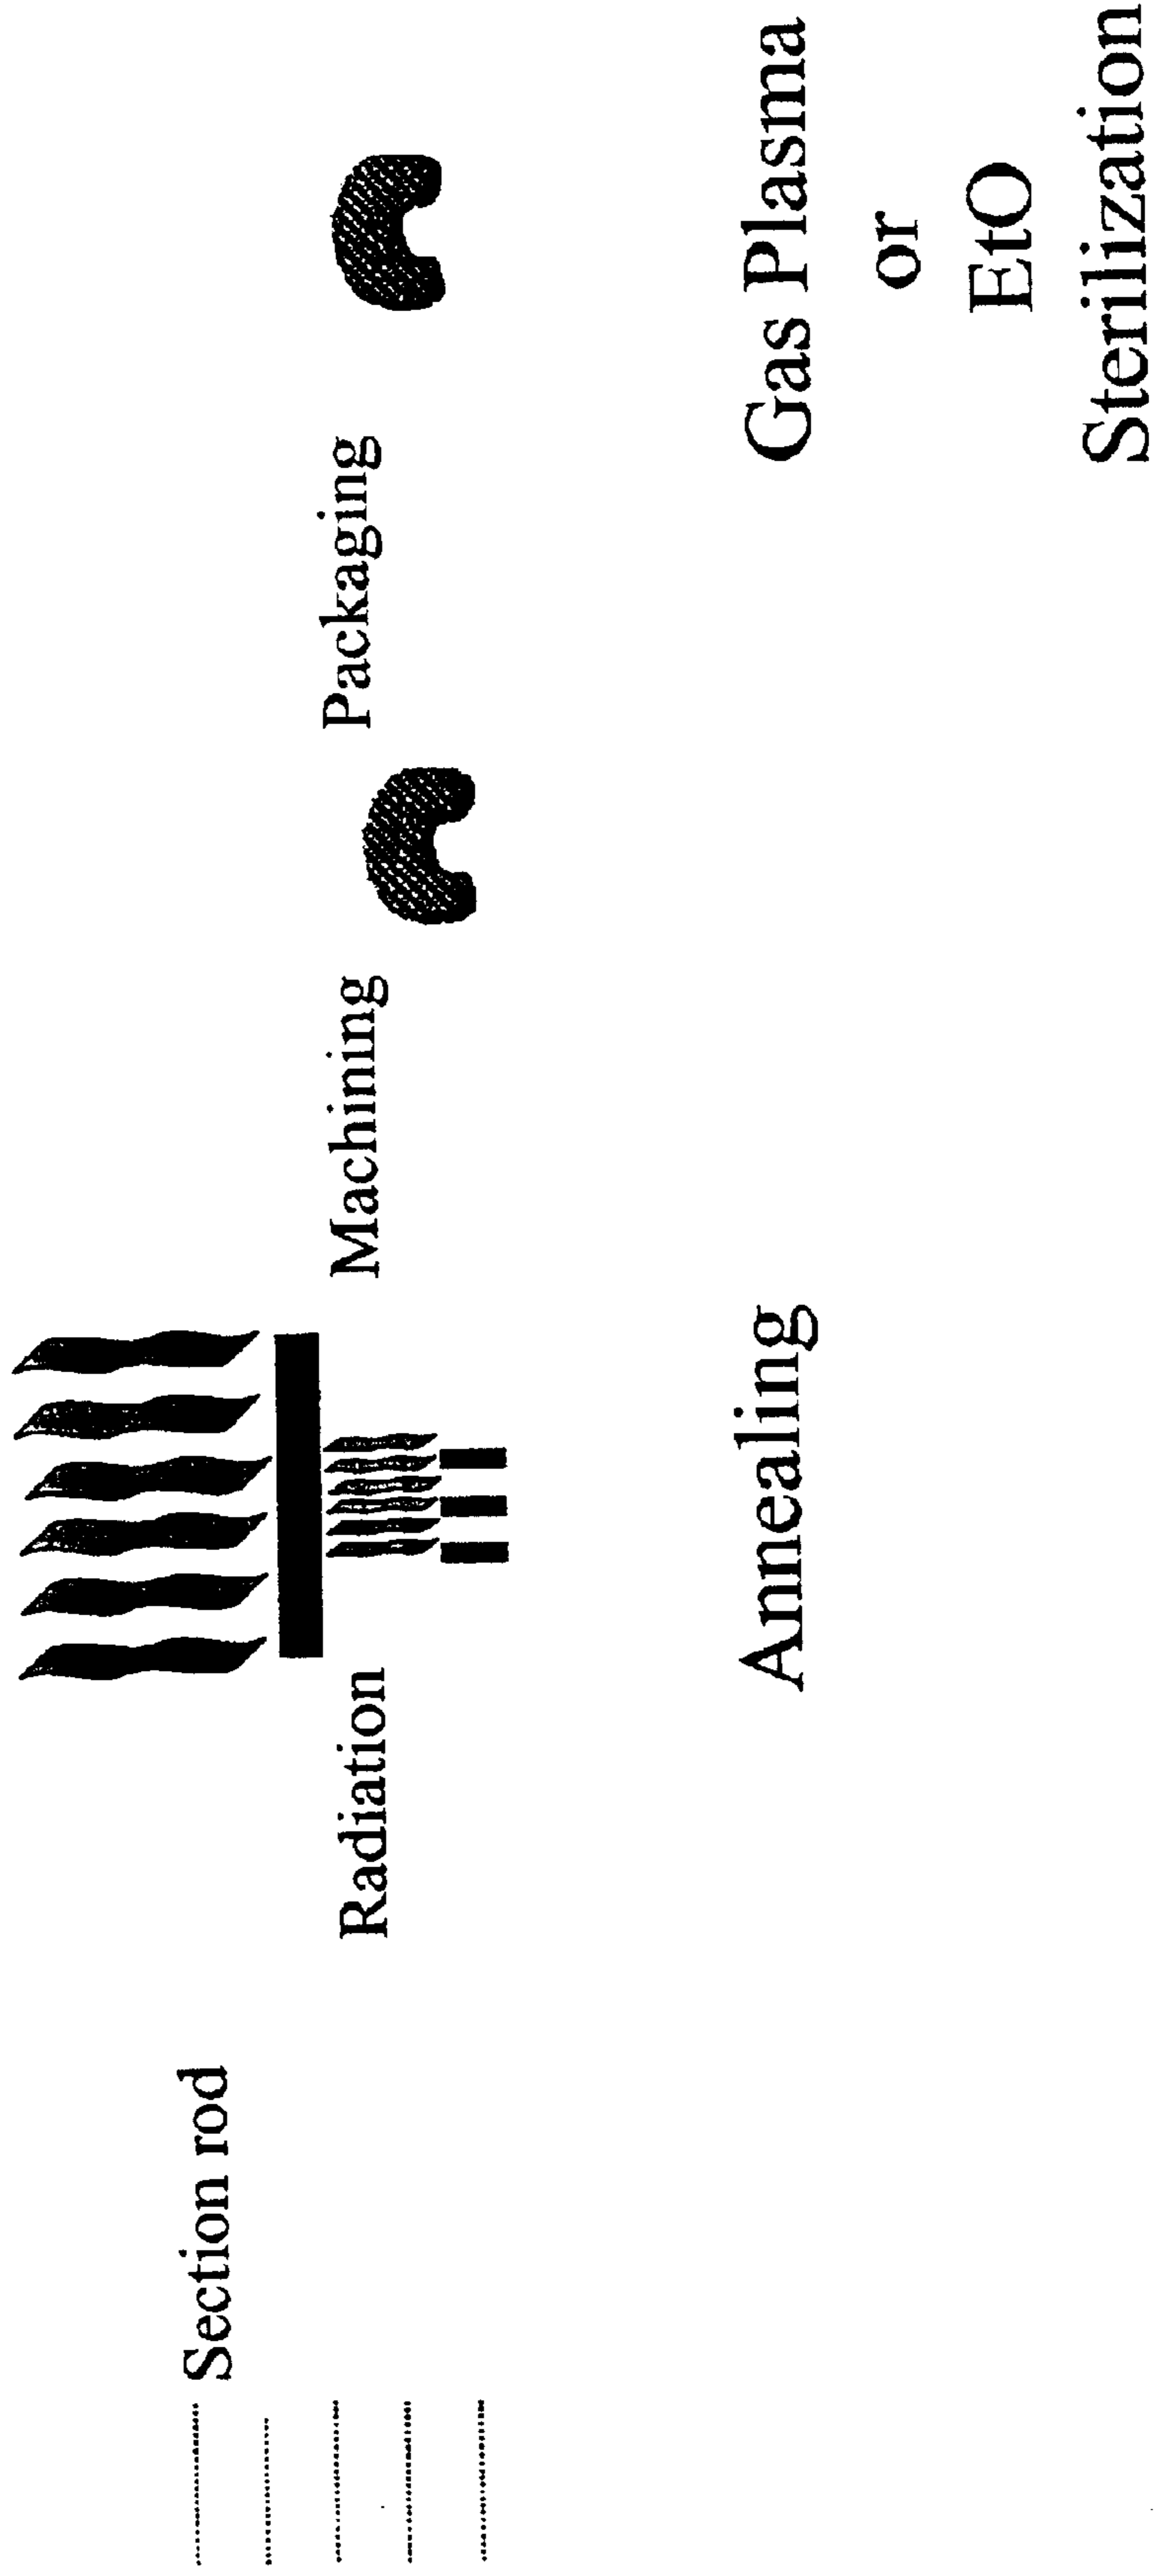 Section rod
Radiation
Machining
Packaging
Annealing
Gas Plasma
or
EtO
Sterilization